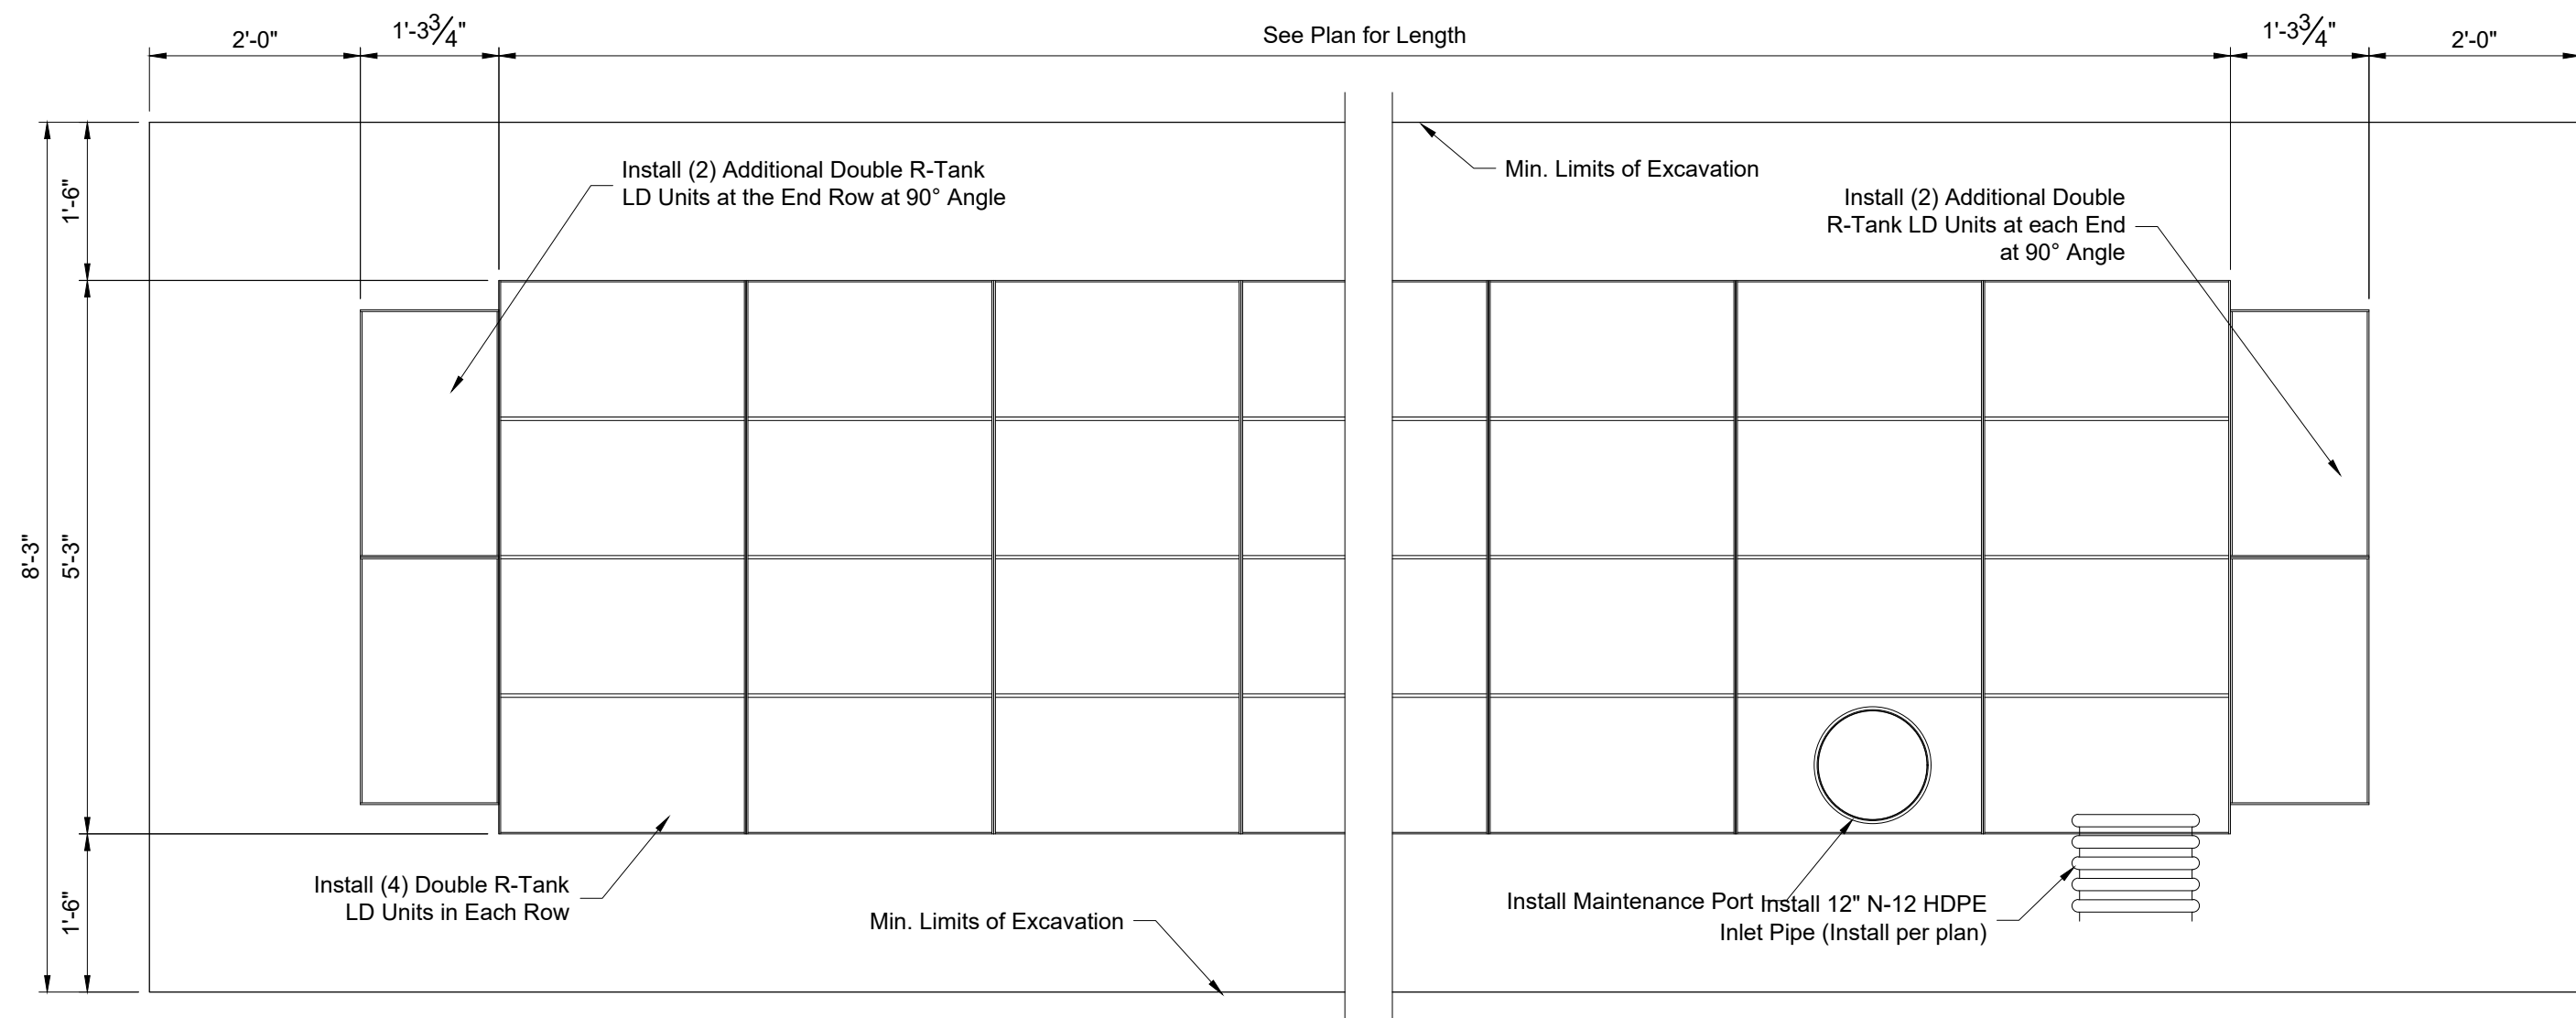 2'-0"
1'-3 3/4"
See Plan for Length
1'-3 3/4"
2'-0"
Install (2) Additional Double R-Tank
LD Units at the End Row at 90° Angle
Min. Limits of Excavation
Install (2) Additional Double
R-Tank LD Units at each End
at 90° Angle
1'-6"
8'-3"
5'-3"
1'-6"
Install (4) Double R-Tank
LD Units in Each Row
Min. Limits of Excavation
Install Maintenance Port
Install 12" N-12 HDPE
Inlet Pipe (Install per plan)